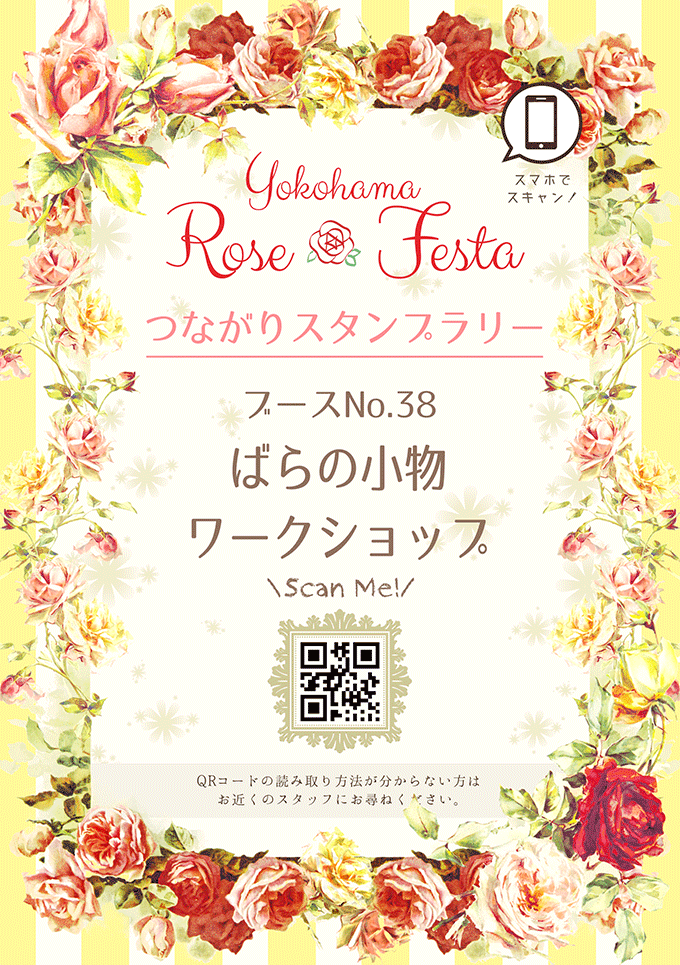 スマホで
スキャン！
Yokohama
Rose Festa
つながりスタンプラリー
ブースNo.38
ばらの小物
ワークショップ
\Scan Me!/
QRコードの読み取り方法が分からない方は
お近くのスタッフにお尋ねください。